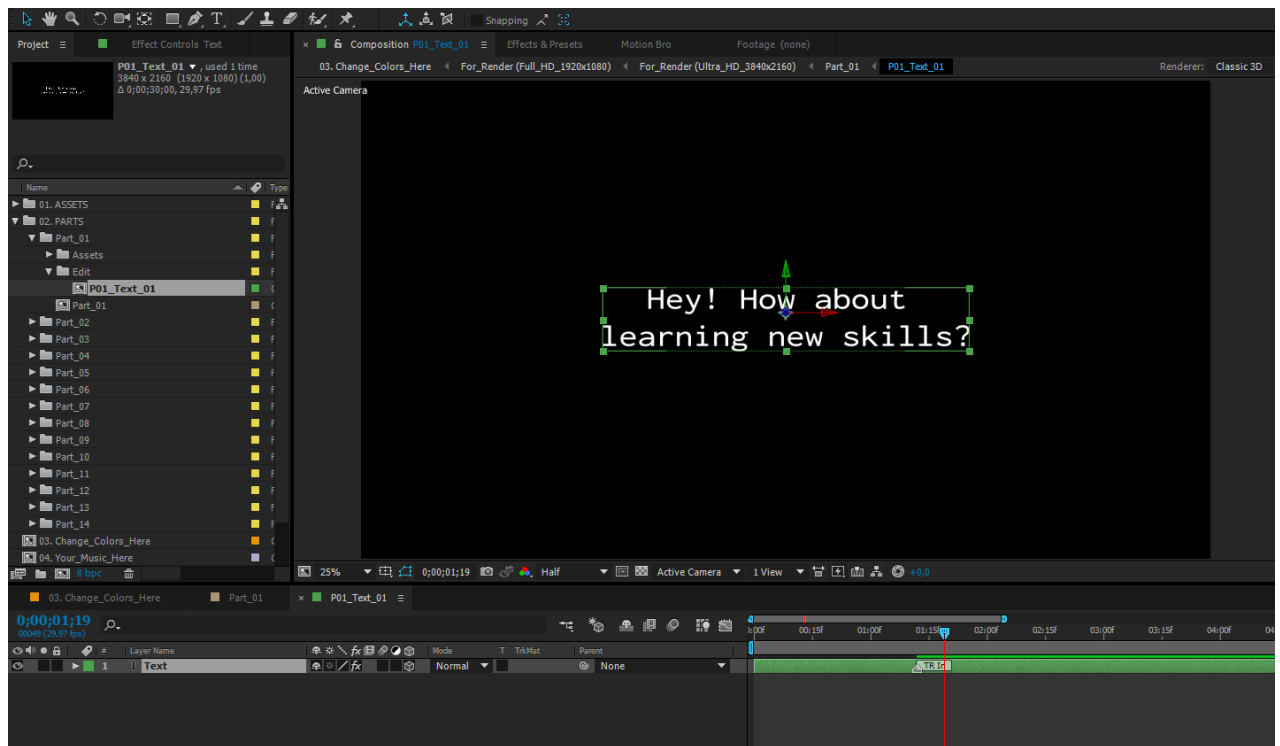 Snapping
Project
Effect Controls Text
Composition P01_Text_01
Effects & Presets
Motion Bro
Footage (none)
P01_Text_01 , used 1 time
3840 x 2160 (1920 x 1080) (1,00)
Δ 0;00;30;00, 29,97 fps
03. Change_Colors_Here
For_Render(Full_HD_1920x1080)
For_Render(Ultra_HD_3840x2160)
Part_01
P01_Text_01
Renderer:
Classic 3D
Active Camera
Name
Type
01. ASSETS
02. PARTS
Part_01
Assets
Edit
P01_Text_01
Part_01
Part_02
Part_03
Part_04
Part_05
Part_06
Part_07
Part_08
Part_09
Part_10
Part_11
Part_12
Part_13
Part_14
03. Change_Colors_Here
04. Your_Music_Here
8 bpc
Hey! How about
learning new skills?
25%
0;00;01;19
Half
Active Camera
1 View
+0,0
03. Change_Colors_Here
Part_01
P01_Text_01
0;00;01;19
00049 (29.97 fps)
00:15f
01:00f
01:15f
02:00f
02:15f
03:00f
03:15f
04:00f
# Layer Name
Mode
T TrkMat
Parent
1 T Text
Normal
None
TR In